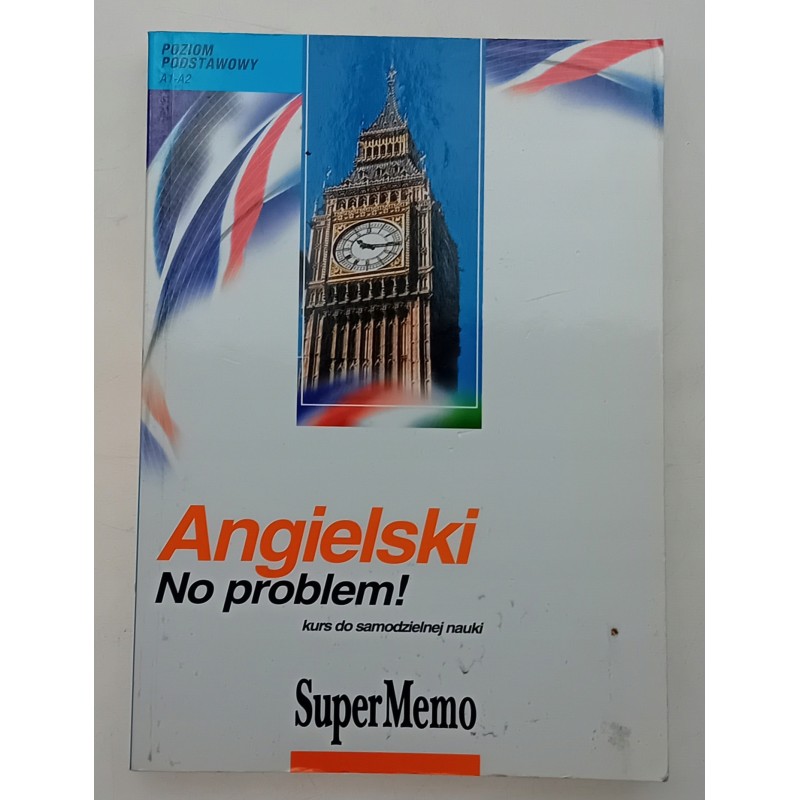 POZIOM
PODSTAWOWY
A1-A2
Angielski
No problem!
kurs do samodzielnej nauki
SuperMemo